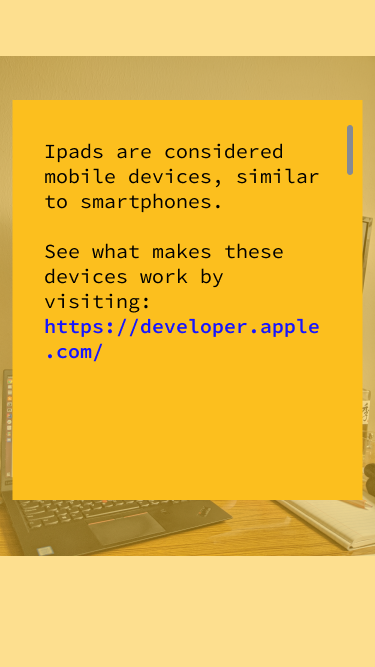 Ipads are considered
mobile devices, similar
to smartphones.
See what makes these
devices work by
visiting:
https://developer.apple
.com/